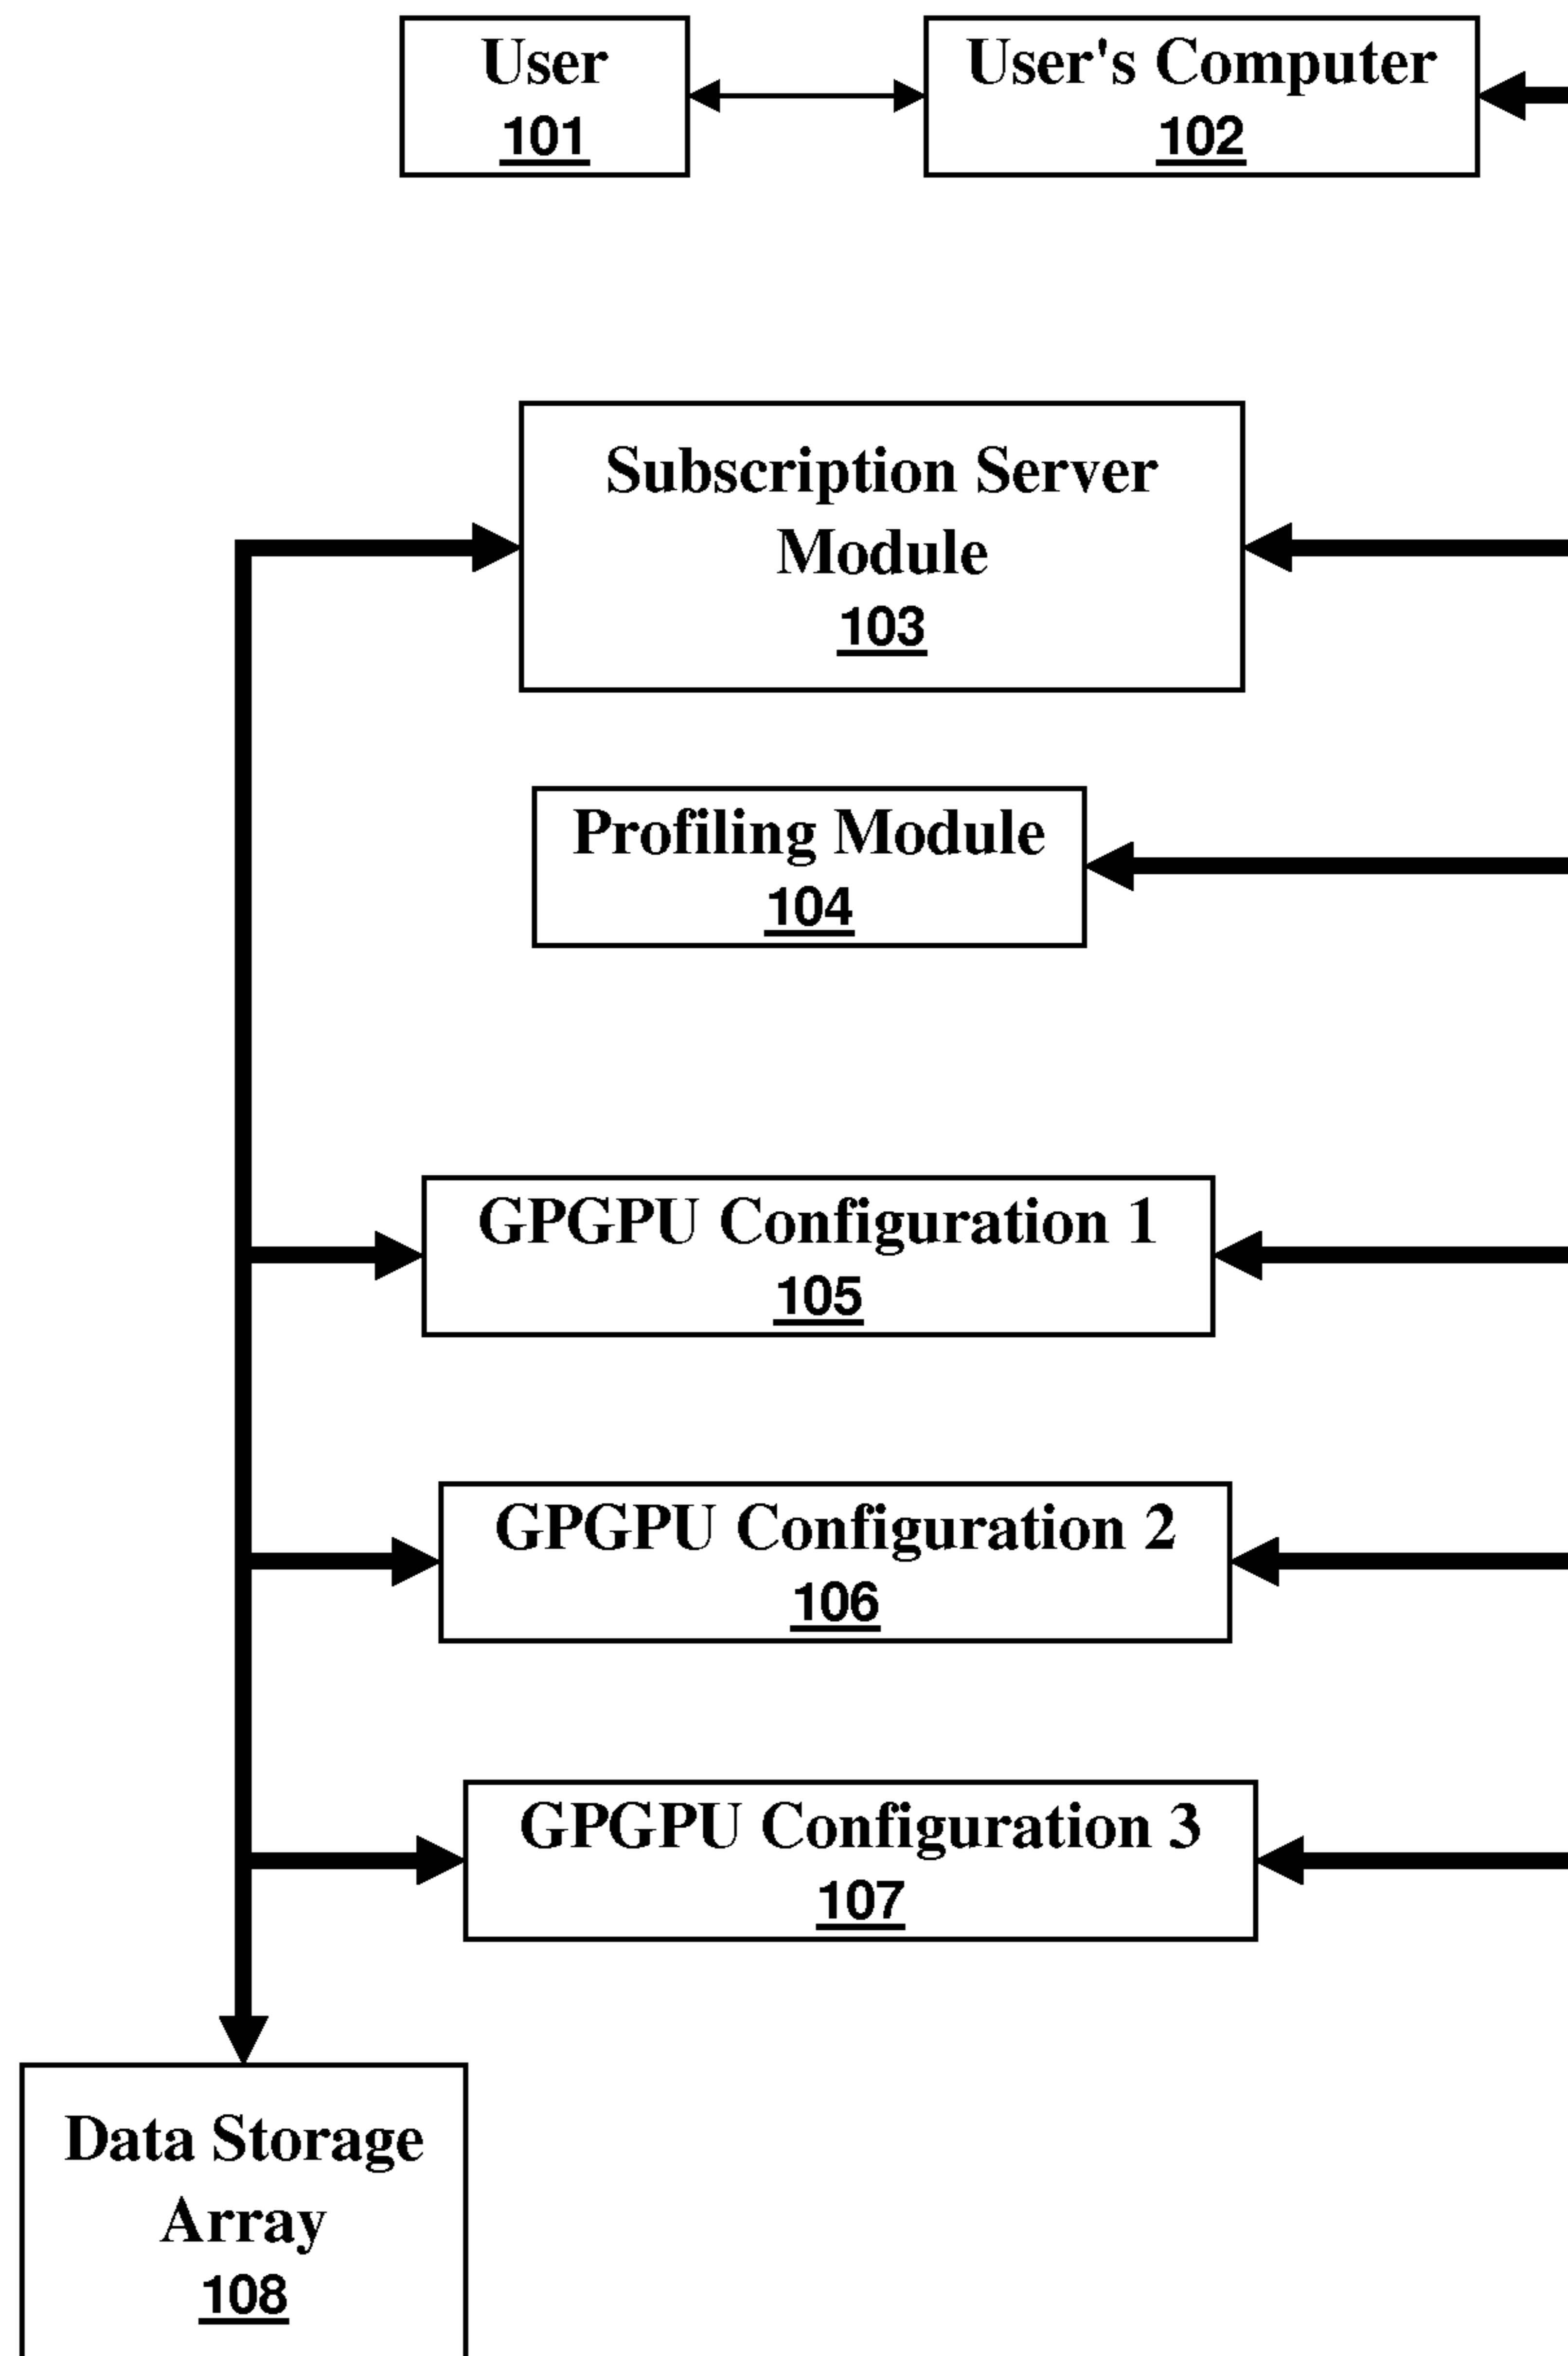 User
101
User's Computer
102
Subscription Server
Module
103
Profiling Module
104
GPGPU Configuration 1
105
GPGPU Configuration 2
106
GPGPU Configuration 3
107
Data Storage
Array
108